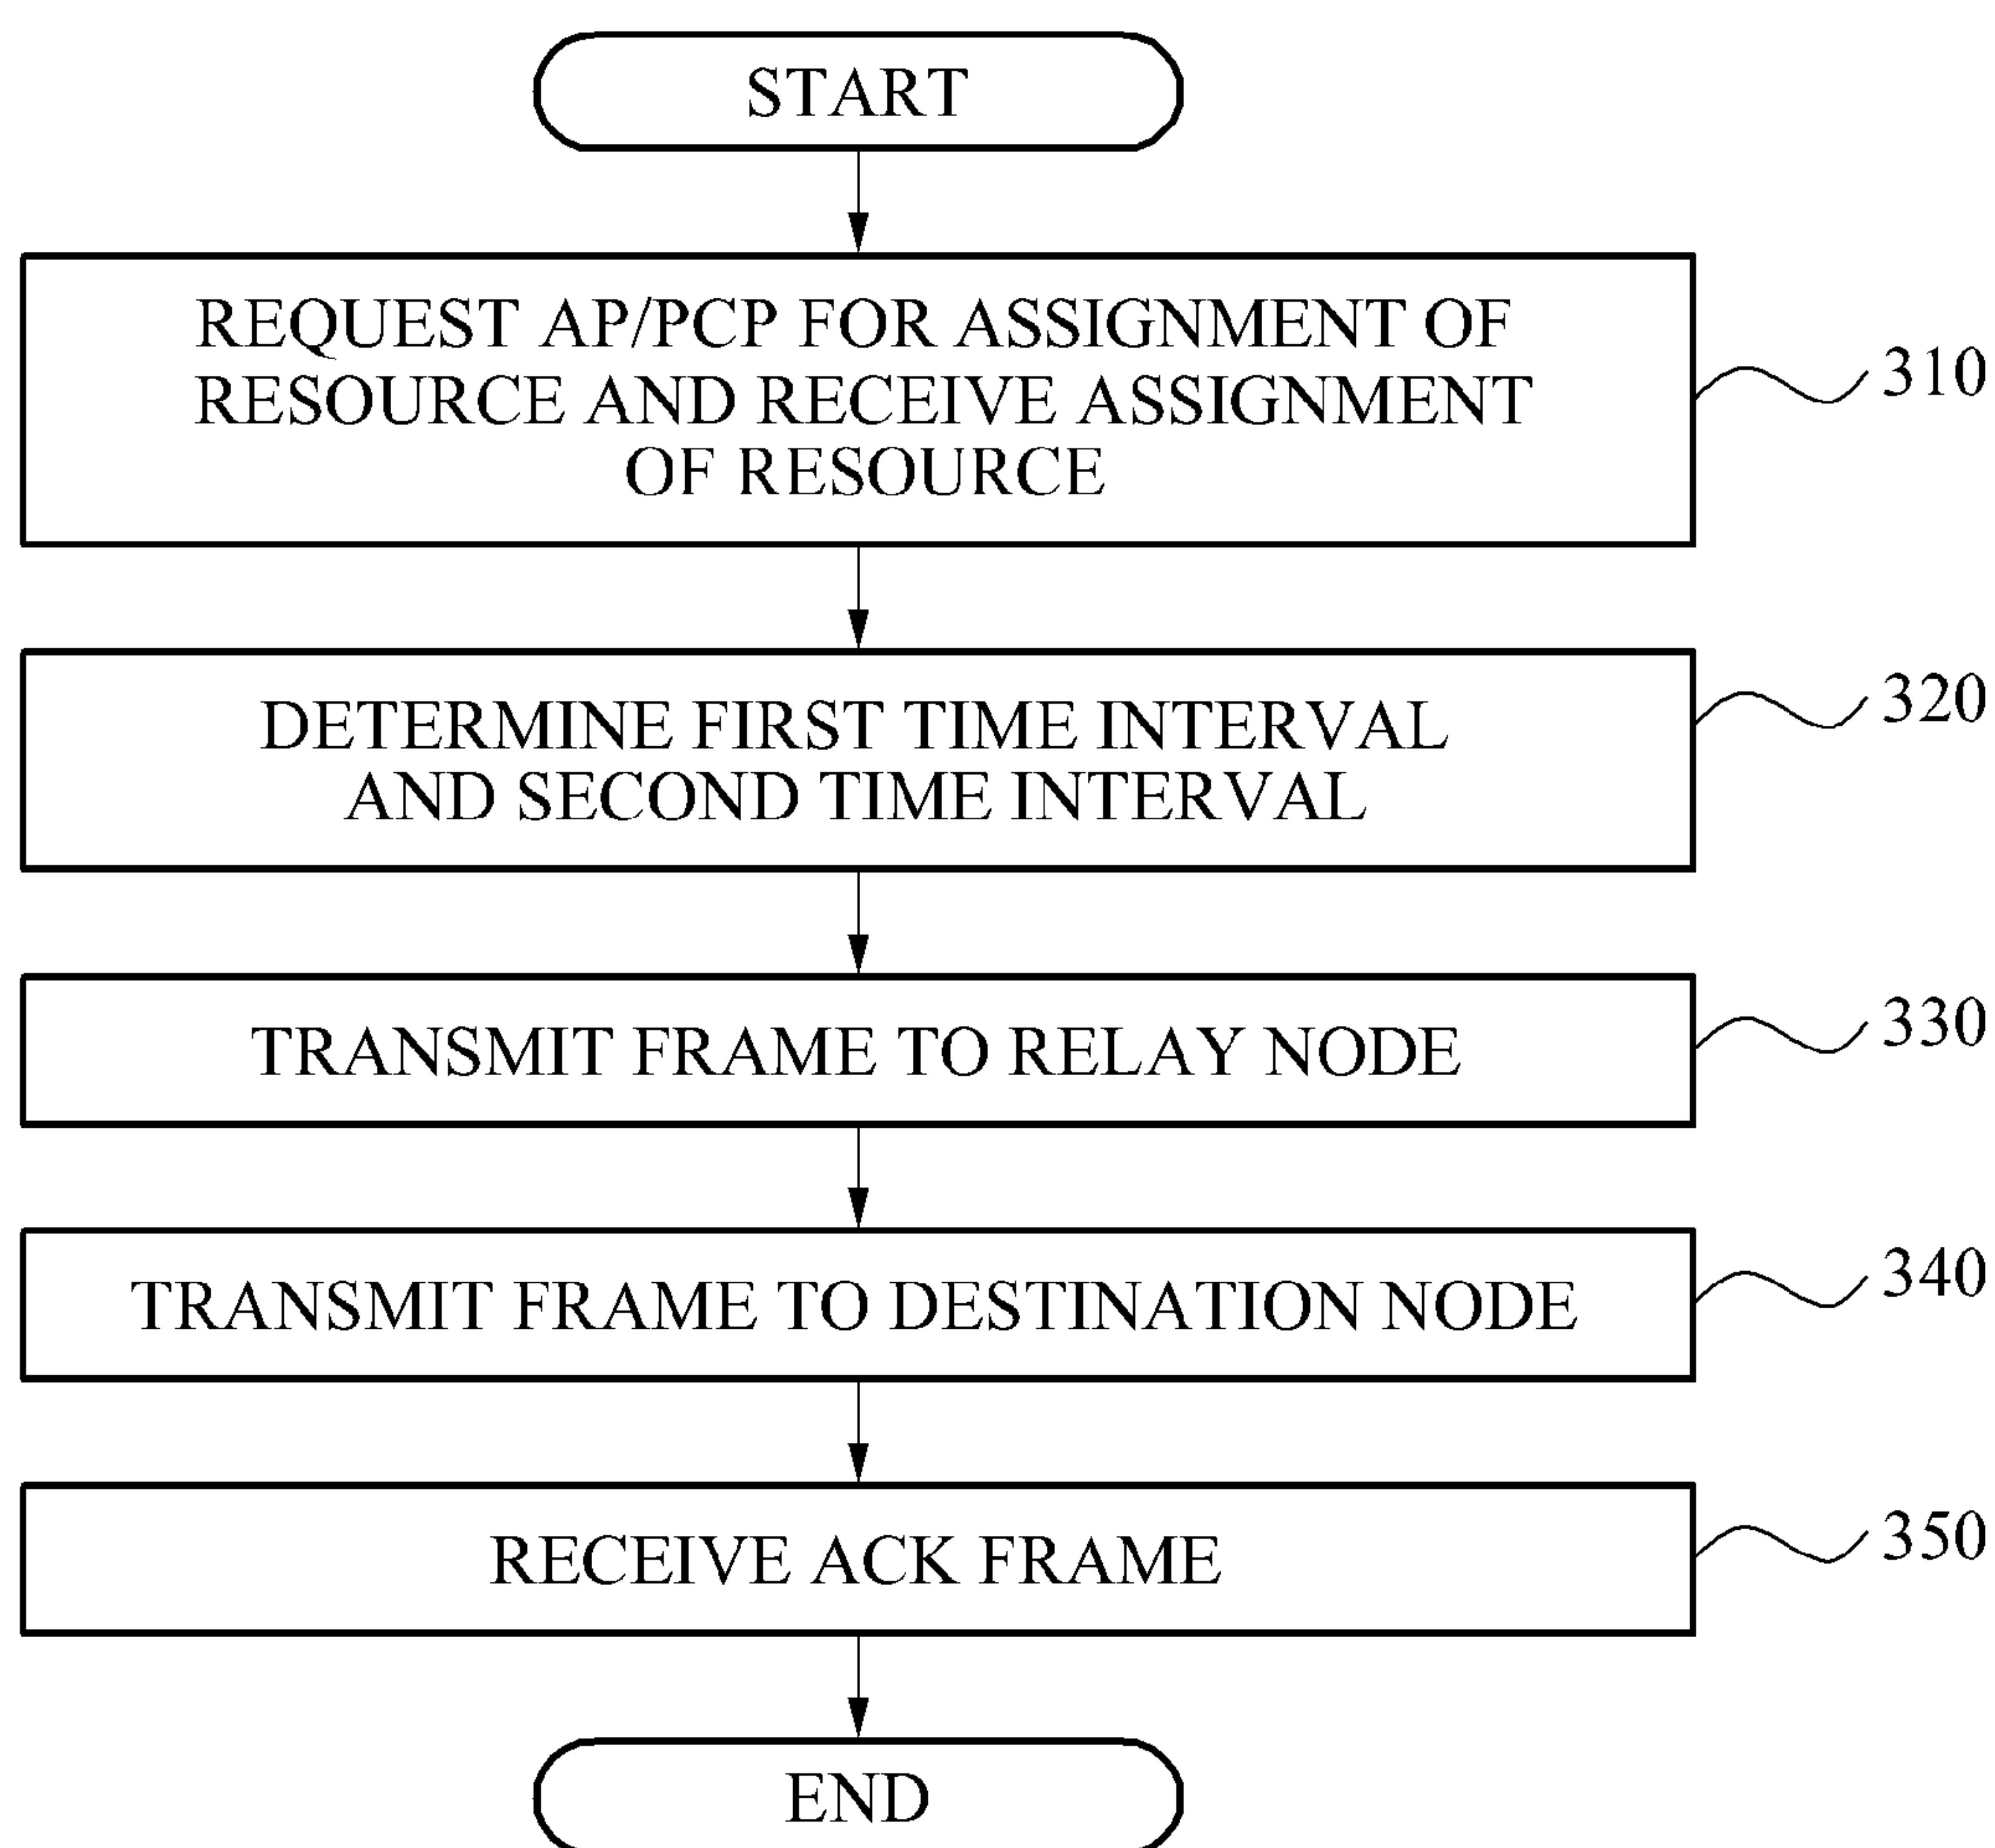 START
REQUEST AP/PCP FOR ASSIGNMENT OF
RESOURCE AND RECEIVE ASSIGNMENT
OF RESOURCE
310
DETERMINE FIRST TIME INTERVAL
AND SECOND TIME INTERVAL
320
TRANSMIT FRAME TO RELAY NODE
330
TRANSMIT FRAME TO DESTINATION NODE
340
RECEIVE ACK FRAME
350
END